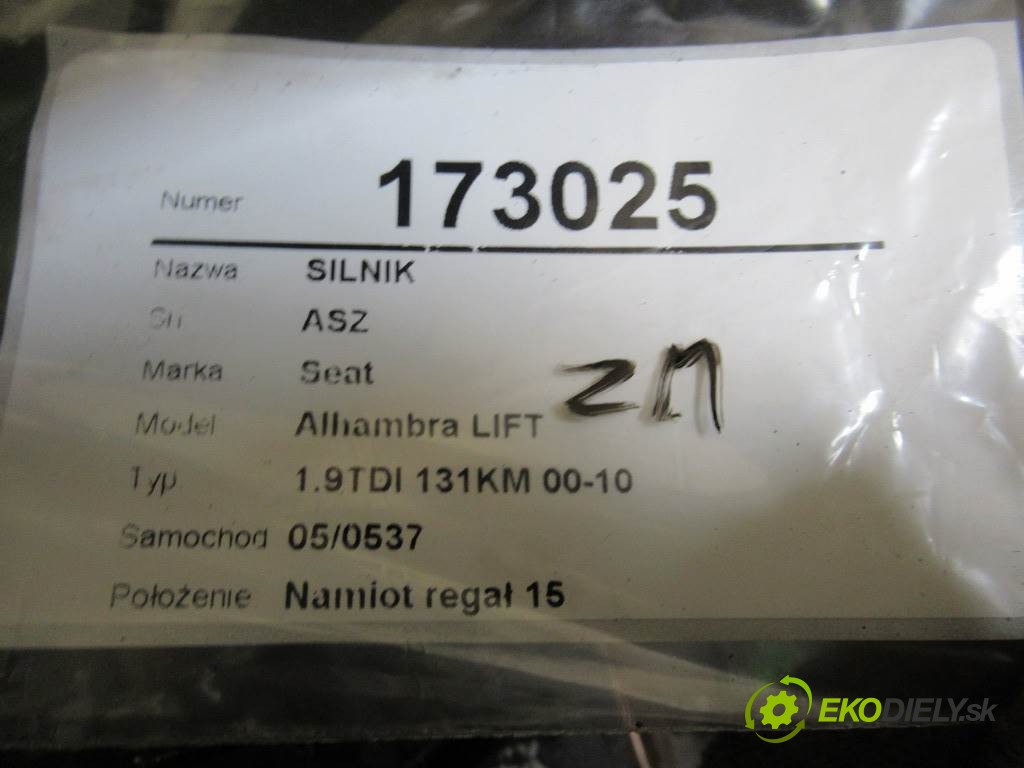 Numer 173025
Nazwa SILNIK
Sn ASZ
Marka Seat
ZM
Model Alhambra LIFT
Typ 1.9TDI 131KM 00-10
Samochod 05/0537
Położenie Namiot regał 15
EKODIELY.sk